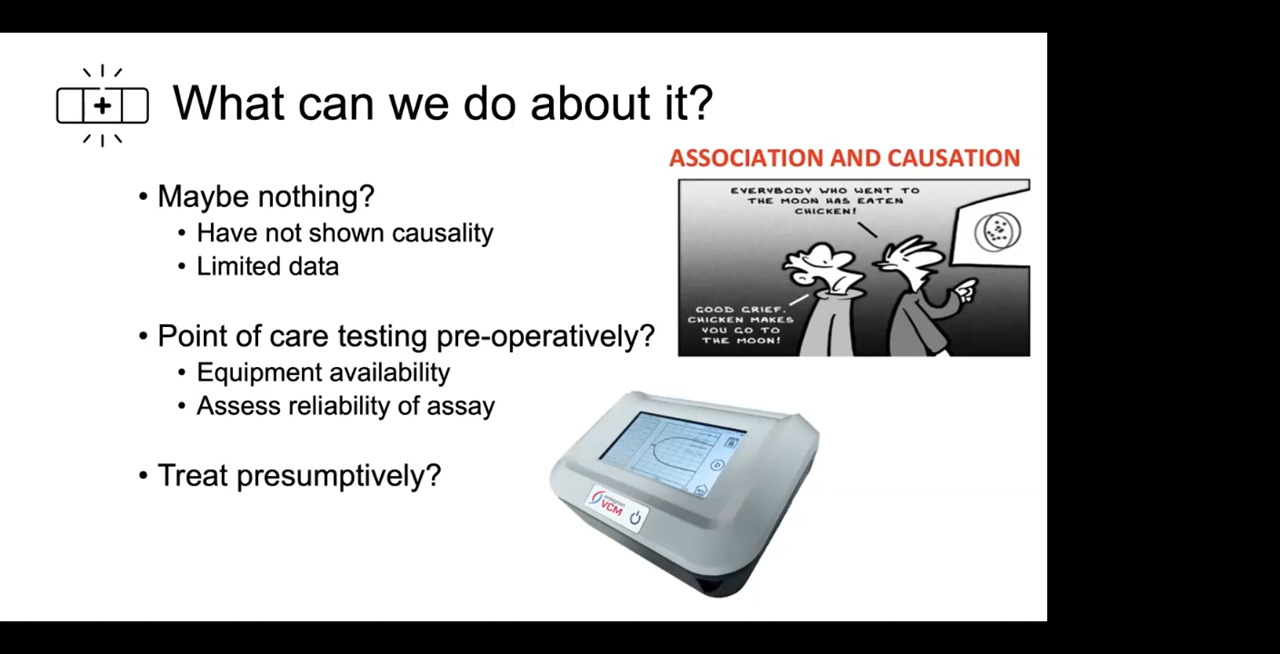 What can we do about it?
• Maybe nothing?
• Have not shown causality
• Limited data
• Point of care testing pre-operatively?
• Equipment availability
• Assess reliability of assay
• Treat presumptively?
ASSOCIATION AND CAUSATION
EVERYBODY WHO WENT TO
THE MOON HAS EATEN
CHICKEN!
GOOD GRIEF.
CHICKEN MAKES
YOU GO TO
THE MOON!
VCM